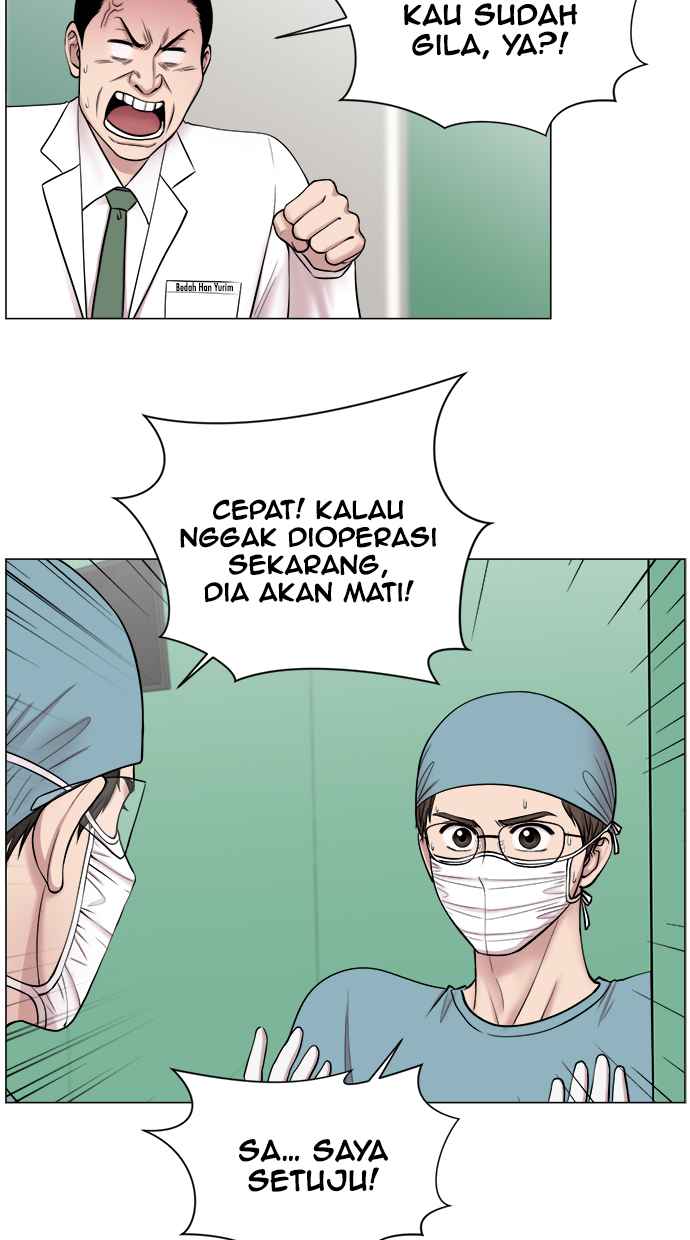 KAU SUDAH
GILA, YA?!
Bedah Han Yurim
CEPAT! KALAU
NGGAK DIOPERASI
SEKARANG,
DIA AKAN MATI!
SA... SAYA
SETUJU!